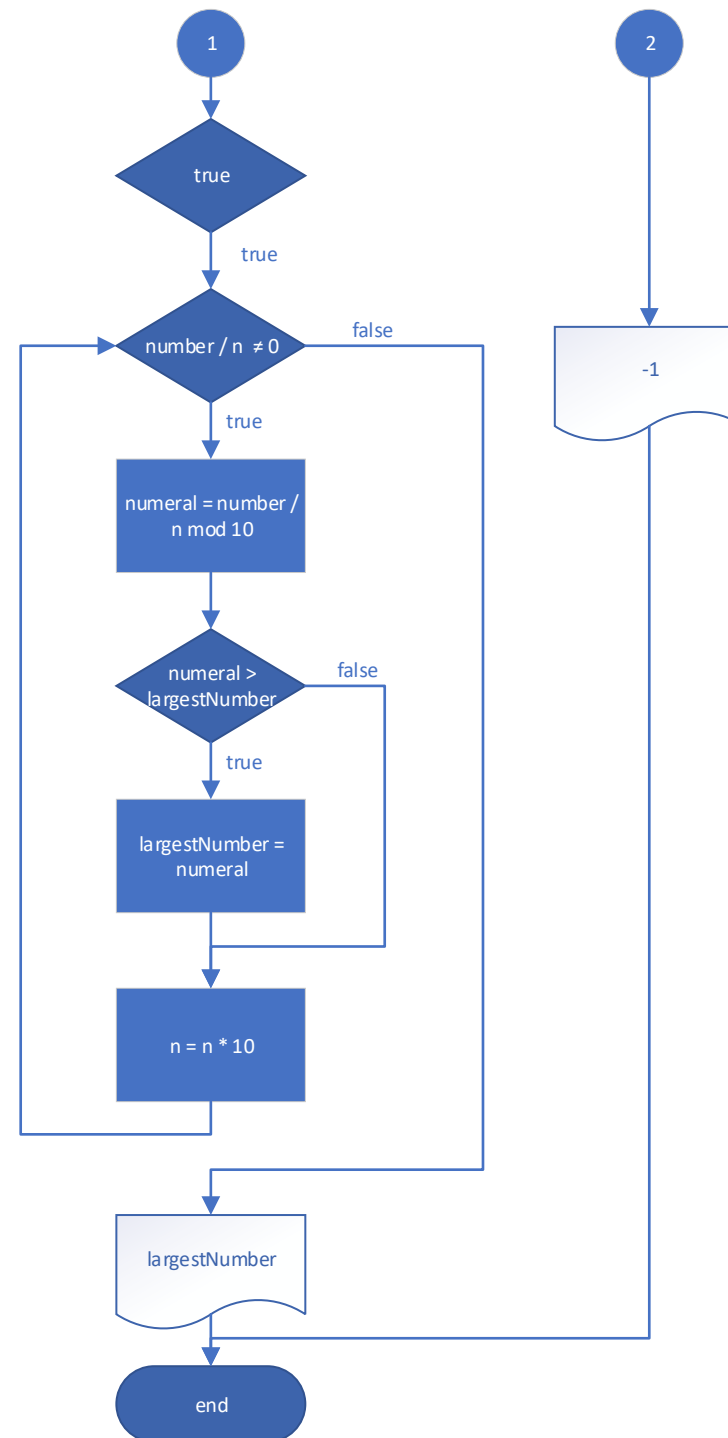 1
2
true
true
number / n ≠ 0
false
true
-1
numeral = number /
n mod 10
numeral >
largestNumber
false
true
largestNumber =
numeral
n = n * 10
largestNumber
end